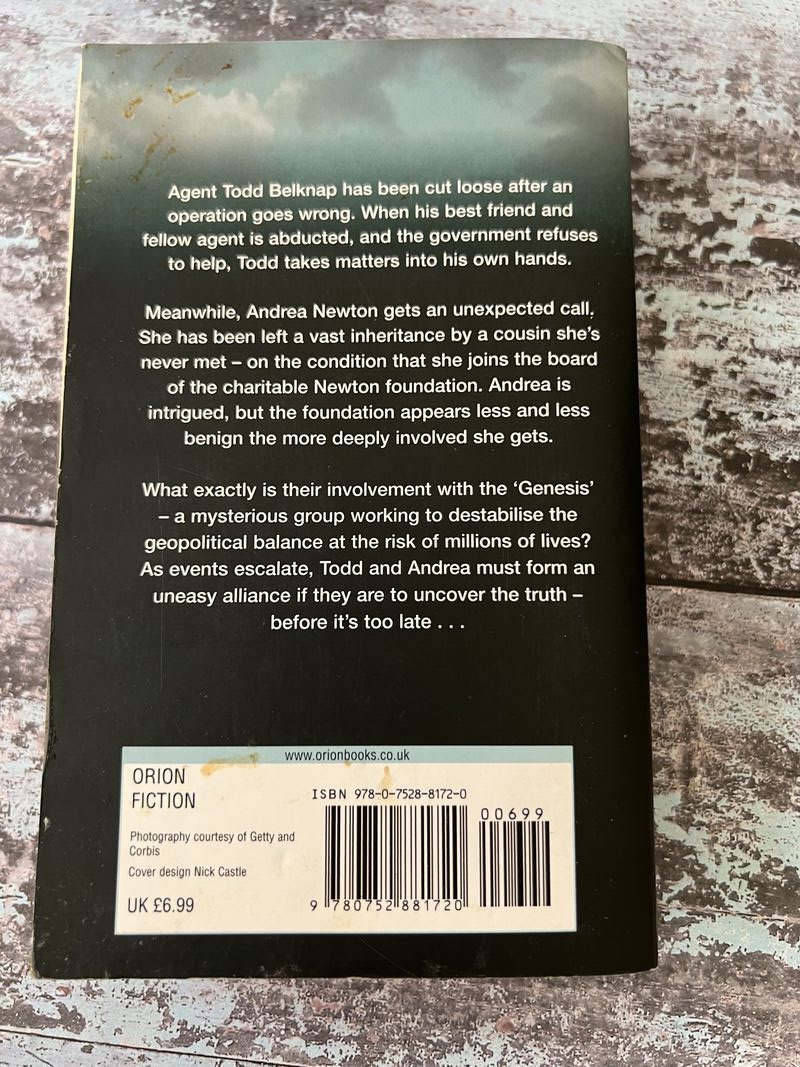 Agent Todd Belknap has been cut loose after an
operation goes wrong. When his best friend and
fellow agent is abducted, and the government refuses
to help, Todd takes matters into his own hands.
Meanwhile, Andrea Newton gets an unexpected call.
She has been left a vast inheritance by a cousin she's
never met – on the condition that she joins the board
of the charitable Newton foundation. Andrea is
intrigued, but the foundation appears less and less
benign the more deeply involved she gets.
What exactly is their involvement with the 'Genesis'
– a mysterious group working to destabilise the
geopolitical balance at the risk of millions of lives?
As events escalate, Todd and Andrea must form an
uneasy alliance if they are to uncover the truth –
before it's too late . . .
www.orionbooks.co.uk
ORION
FICTION
Photography courtesy of Getty and
Corbis
Cover design Nick Castle
UK £6.99
ISBN 978-0-7528-8172-0
00699
9 780752 881720